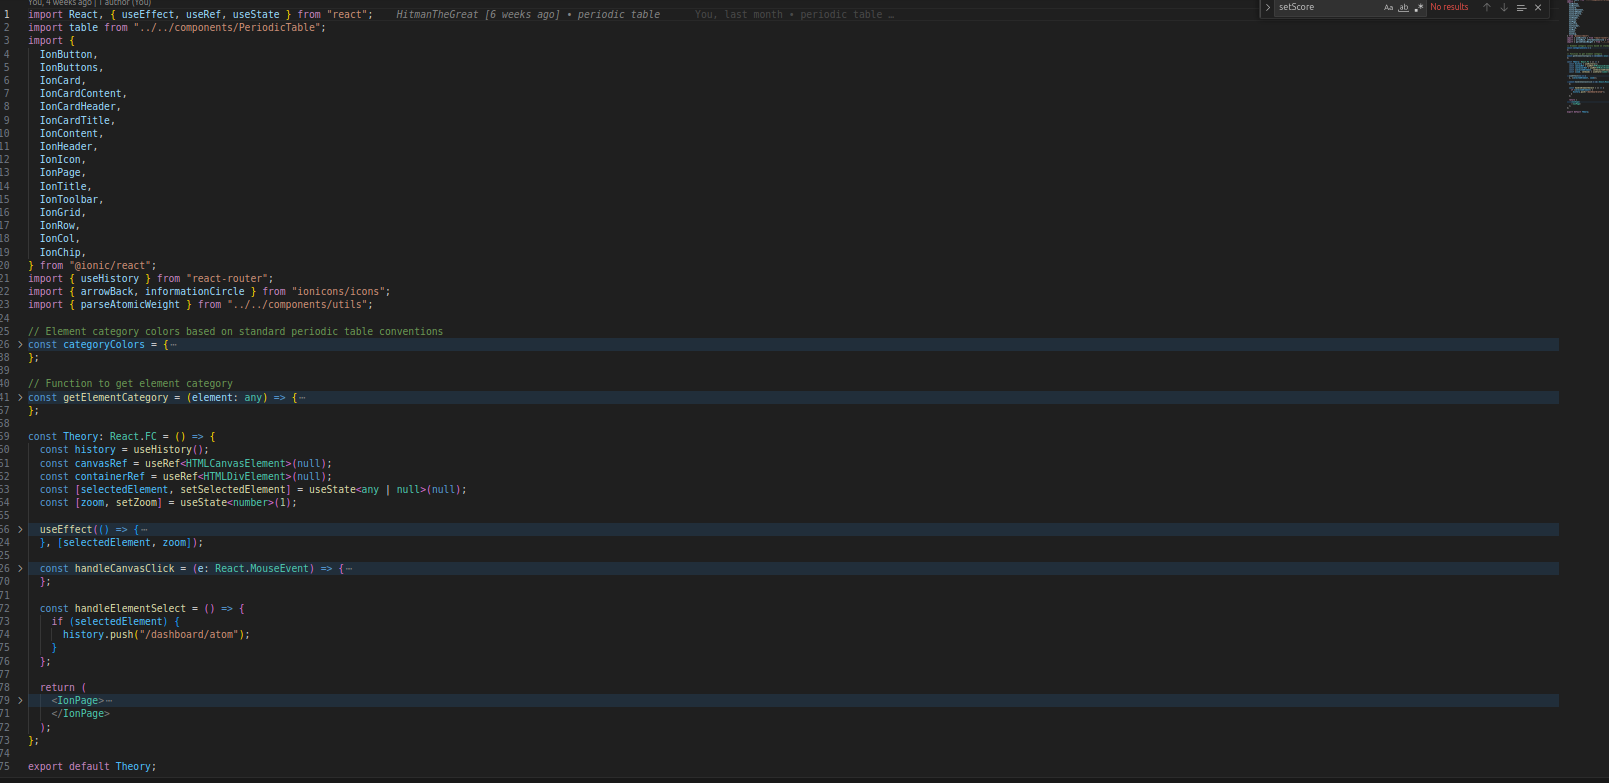 You, 4 weeks ago | 1 author (You)
1 import React, { useEffect, useRef, useState } from "react"; HitmanTheGreat [6 weeks ago] • periodic table You, last month • periodic table …
2 import table from "../../components/PeriodicTable";
3 import {
4 IonButton,
5 IonButtons,
6 IonCard,
7 IonCardContent,
8 IonCardHeader,
9 IonCardTitle,
10 IonContent,
11 IonHeader,
12 IonIcon,
13 IonPage,
14 IonTitle,
15 IonToolbar,
16 IonGrid,
17 IonRow,
18 IonCol,
19 IonChip,
20 } from "@ionic/react";
21 import { useHistory } from "react-router";
22 import { arrowBack, informationCircle } from "ionicons/icons";
23 import { parseAtomicWeight } from "../../components/utils";
24
25 // Element category colors based on standard periodic table conventions
26 > const categoryColors = {⋯
38 };
39
40 // Function to get element category
41 > const getElementCategory = (element: any) => {⋯
57 };
58
59 const Theory: React.FC = () => {
50 const history = useHistory();
51 const canvasRef = useRef<HTMLCanvasElement>(null);
52 const containerRef = useRef<HTMLDivElement>(null);
53 const [selectedElement, setSelectedElement] = useState<any | null>(null);
54 const [zoom, setZoom] = useState<number>(1);
55
56 > useEffect(() => {⋯
24 }, [selectedElement, zoom]);
25
26 > const handleCanvasClick = (e: React.MouseEvent) => {⋯
70 };
71
72 const handleElementSelect = () => {
73 if (selectedElement) {
74 history.push("/dashboard/atom");
75 }
76 };
77
78 return (
79 > <IonPage>⋯
71 </IonPage>
72 );
73 };
74
75 export default Theory;
> setScore Aa ab .* No results